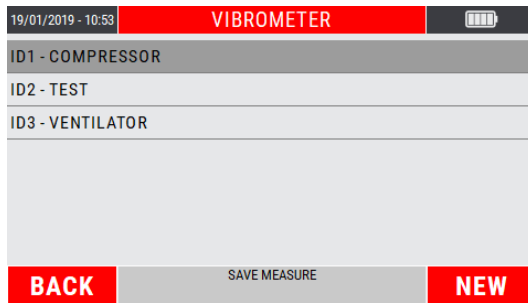 19/01/2019 - 10:53 VIBROMETER
ID1 - COMPRESSOR
ID2 - TEST
ID3 - VENTILATOR
BACK SAVE MEASURE NEW